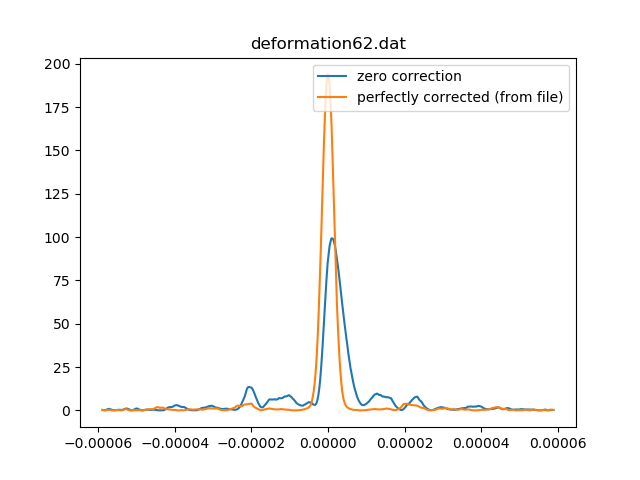 deformation62.dat
200
175
150
125
100
75
50
25
0
zero correction
perfectly corrected (from file)
−0.00006 −0.00004 −0.00002 0.00000 0.00002 0.00004 0.00006